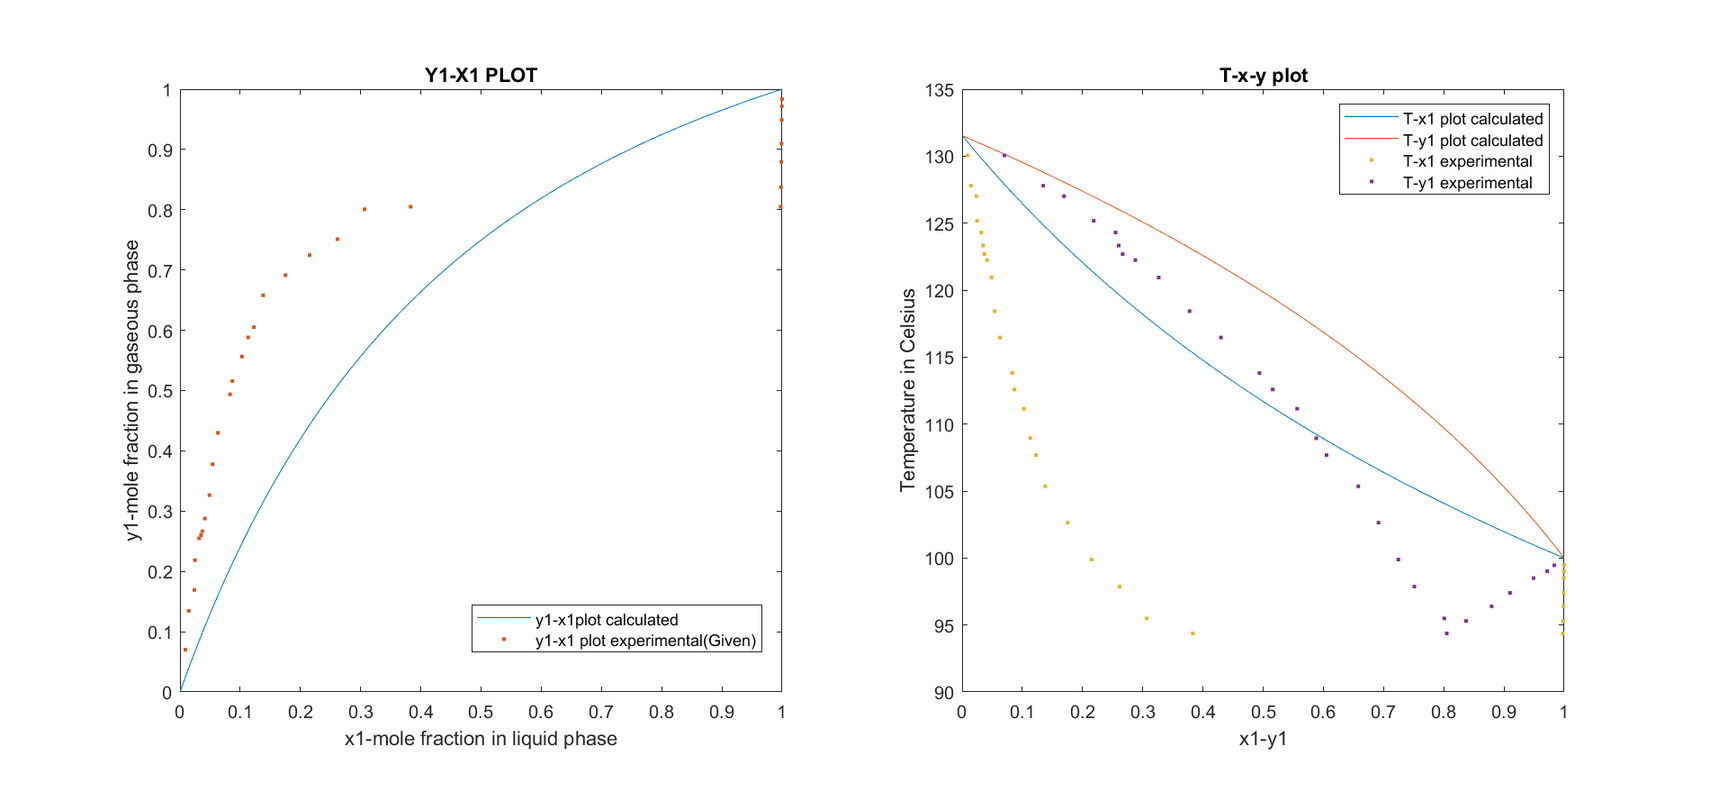 Y1-X1 PLOT
1
0.9
0.8
0.7
0.6
0.5
0.4
0.3
0.2
0.1
0
y1-mole fraction in gaseous phase
y1-x1plot calculated
y1-x1 plot experimental(Given)
0 0.1 0.2 0.3 0.4 0.5 0.6 0.7 0.8 0.9 1
x1-mole fraction in liquid phase
T-x-y plot
135
130
125
120
115
110
105
100
95
90
Temperature in Celsius
T-x1 plot calculated
T-y1 plot calculated
T-x1 experimental
T-y1 experimental
0 0.1 0.2 0.3 0.4 0.5 0.6 0.7 0.8 0.9 1
x1-y1